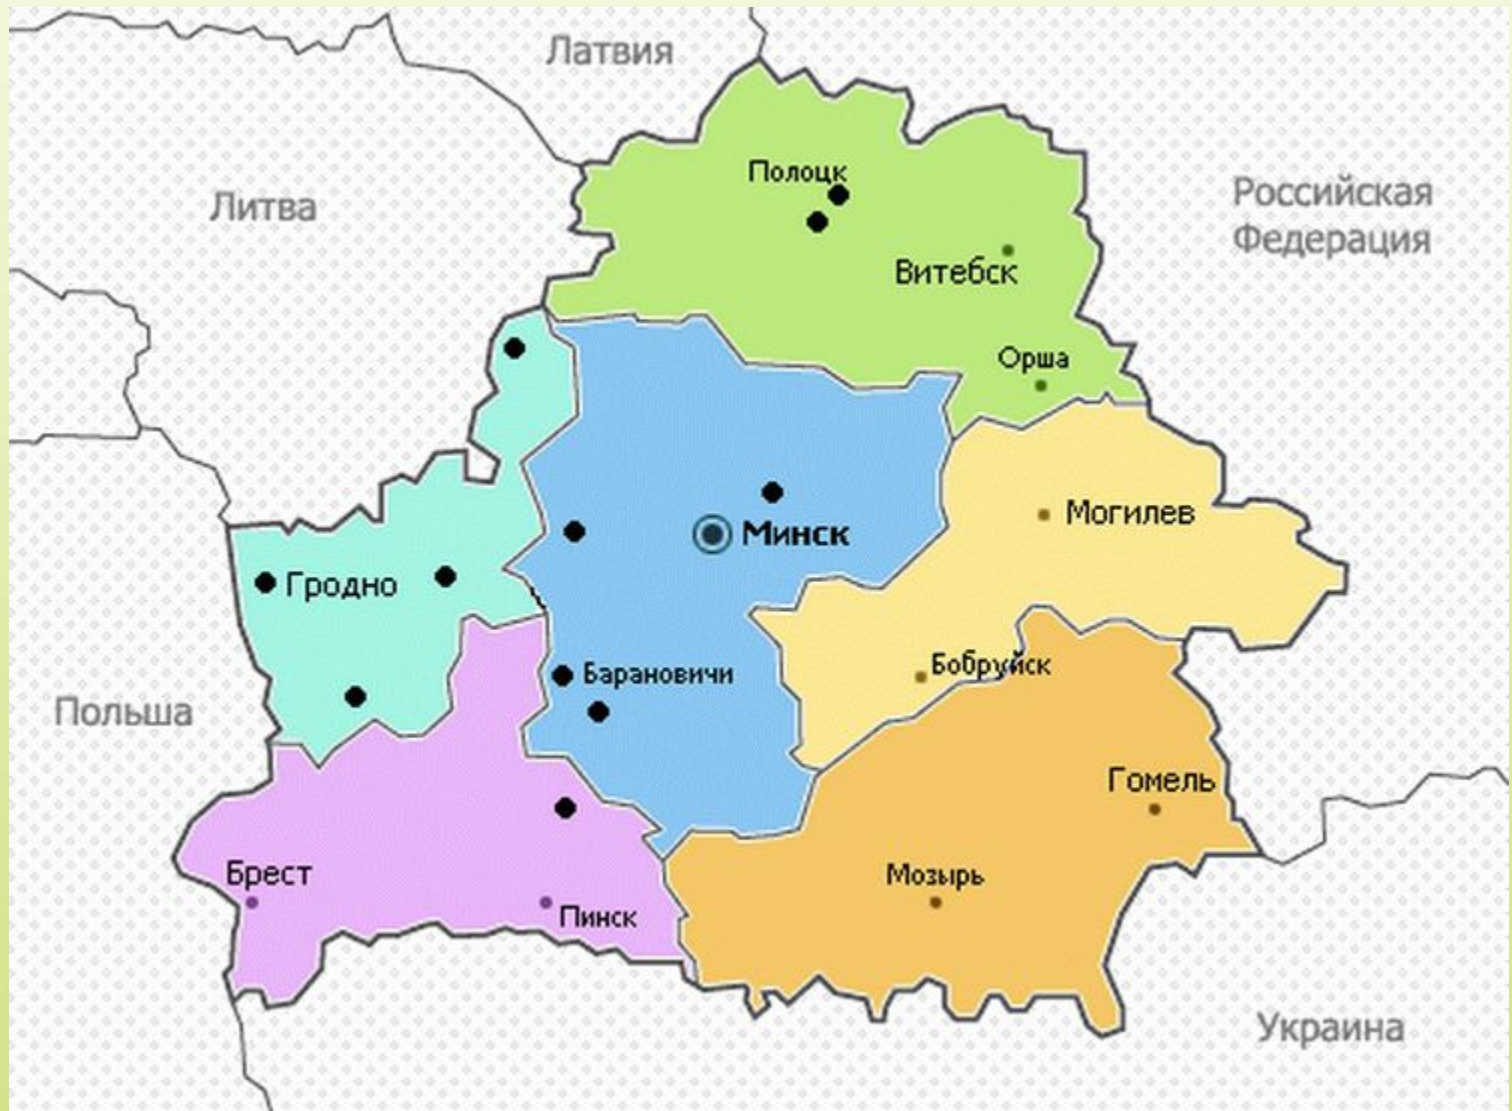 Латвия
Полоцк
Литва
Российская
Федерация
Витебск
Орша
Могилев
Минск
Гродно
Бобруйск
Барановичи
Польша
Гомель
Брест
Мозырь
Пинск
Украина